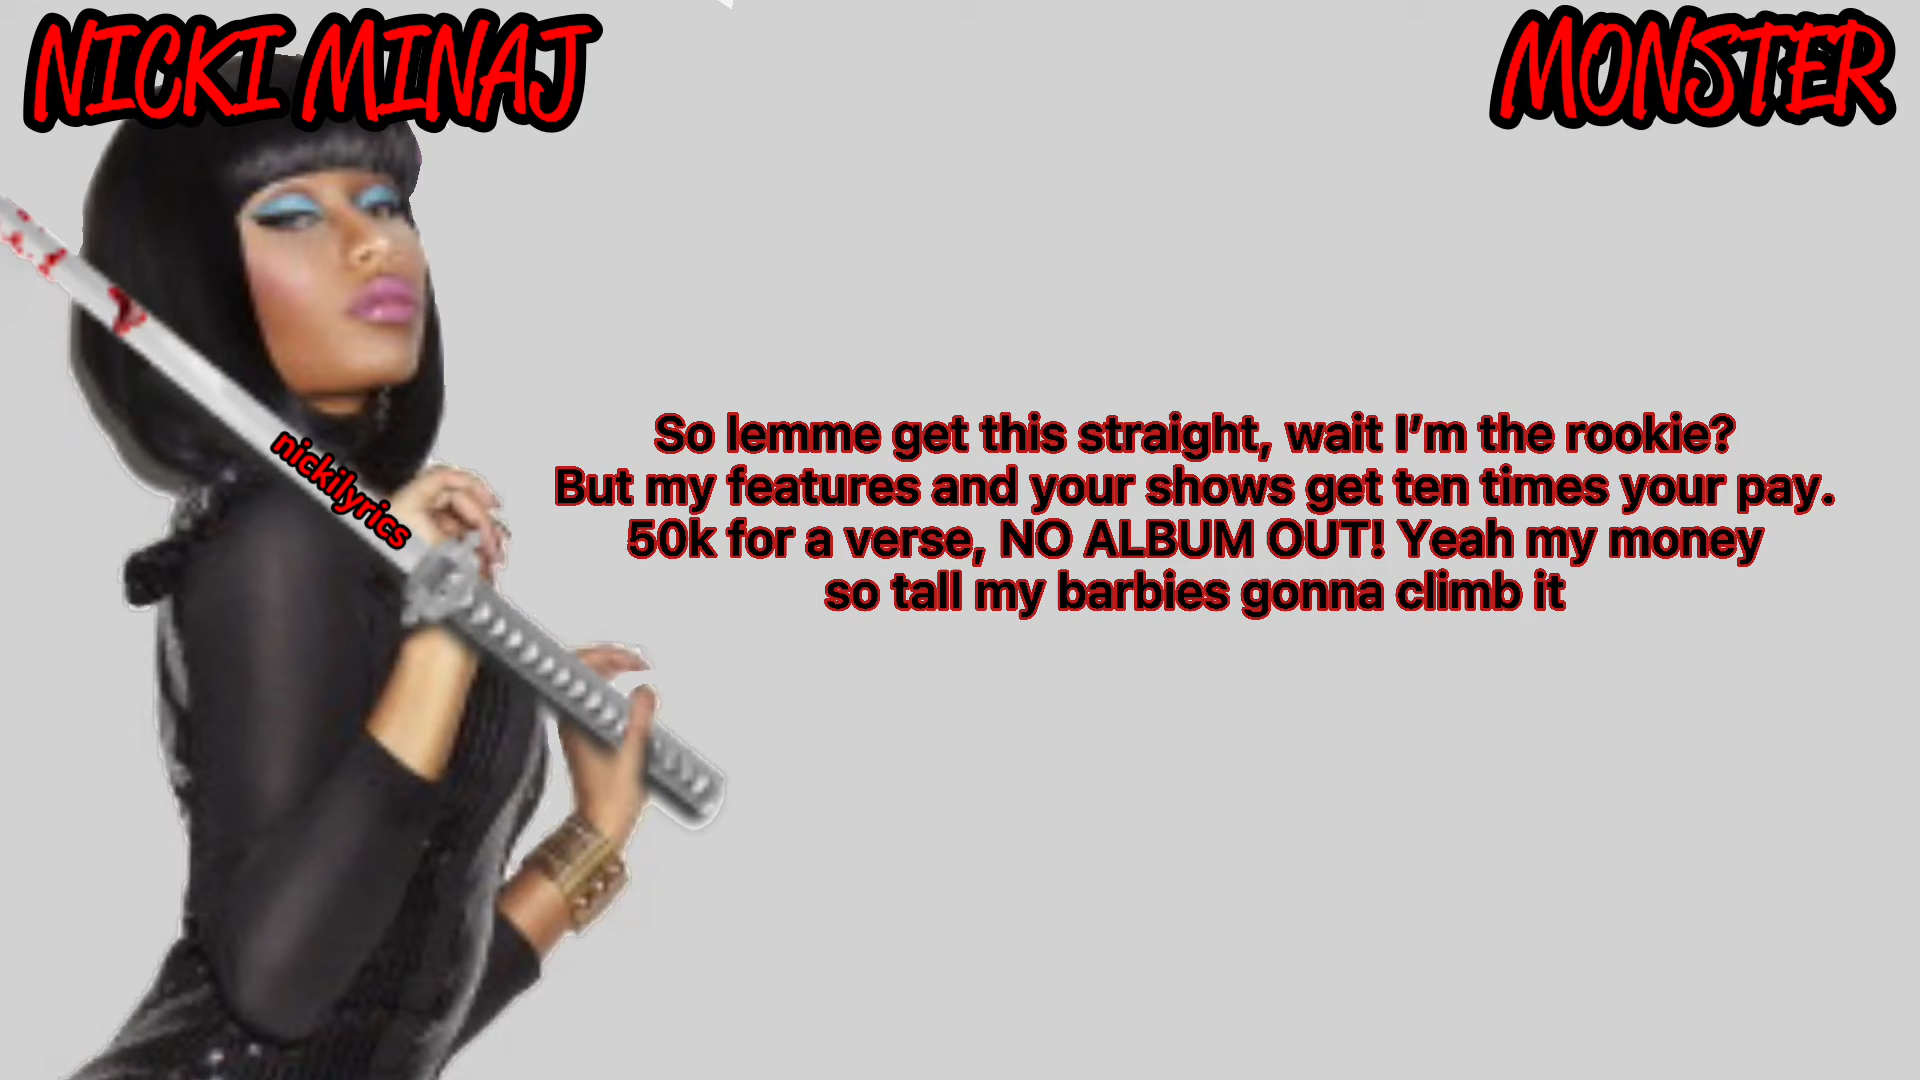 NICKI MINAJ
MONSTER
So lemme get this straight, wait I’m the rookie?
But my features and your shows get ten times your pay.
50k for a verse, NO ALBUM OUT! Yeah my money
so tall my barbies gonna climb it
nickilyrics